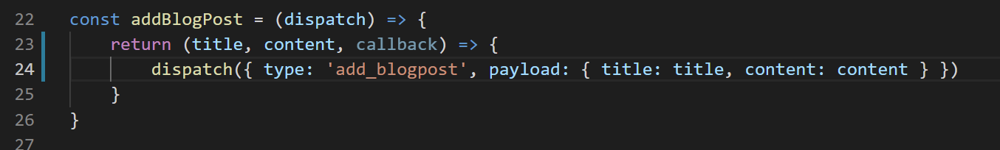 22 const addBlogPost = (dispatch) => {
23 return (title, content, callback) => {
24 dispatch({ type: 'add_blogpost', payload: { title: title, content: content } })
25 }
26 }
27